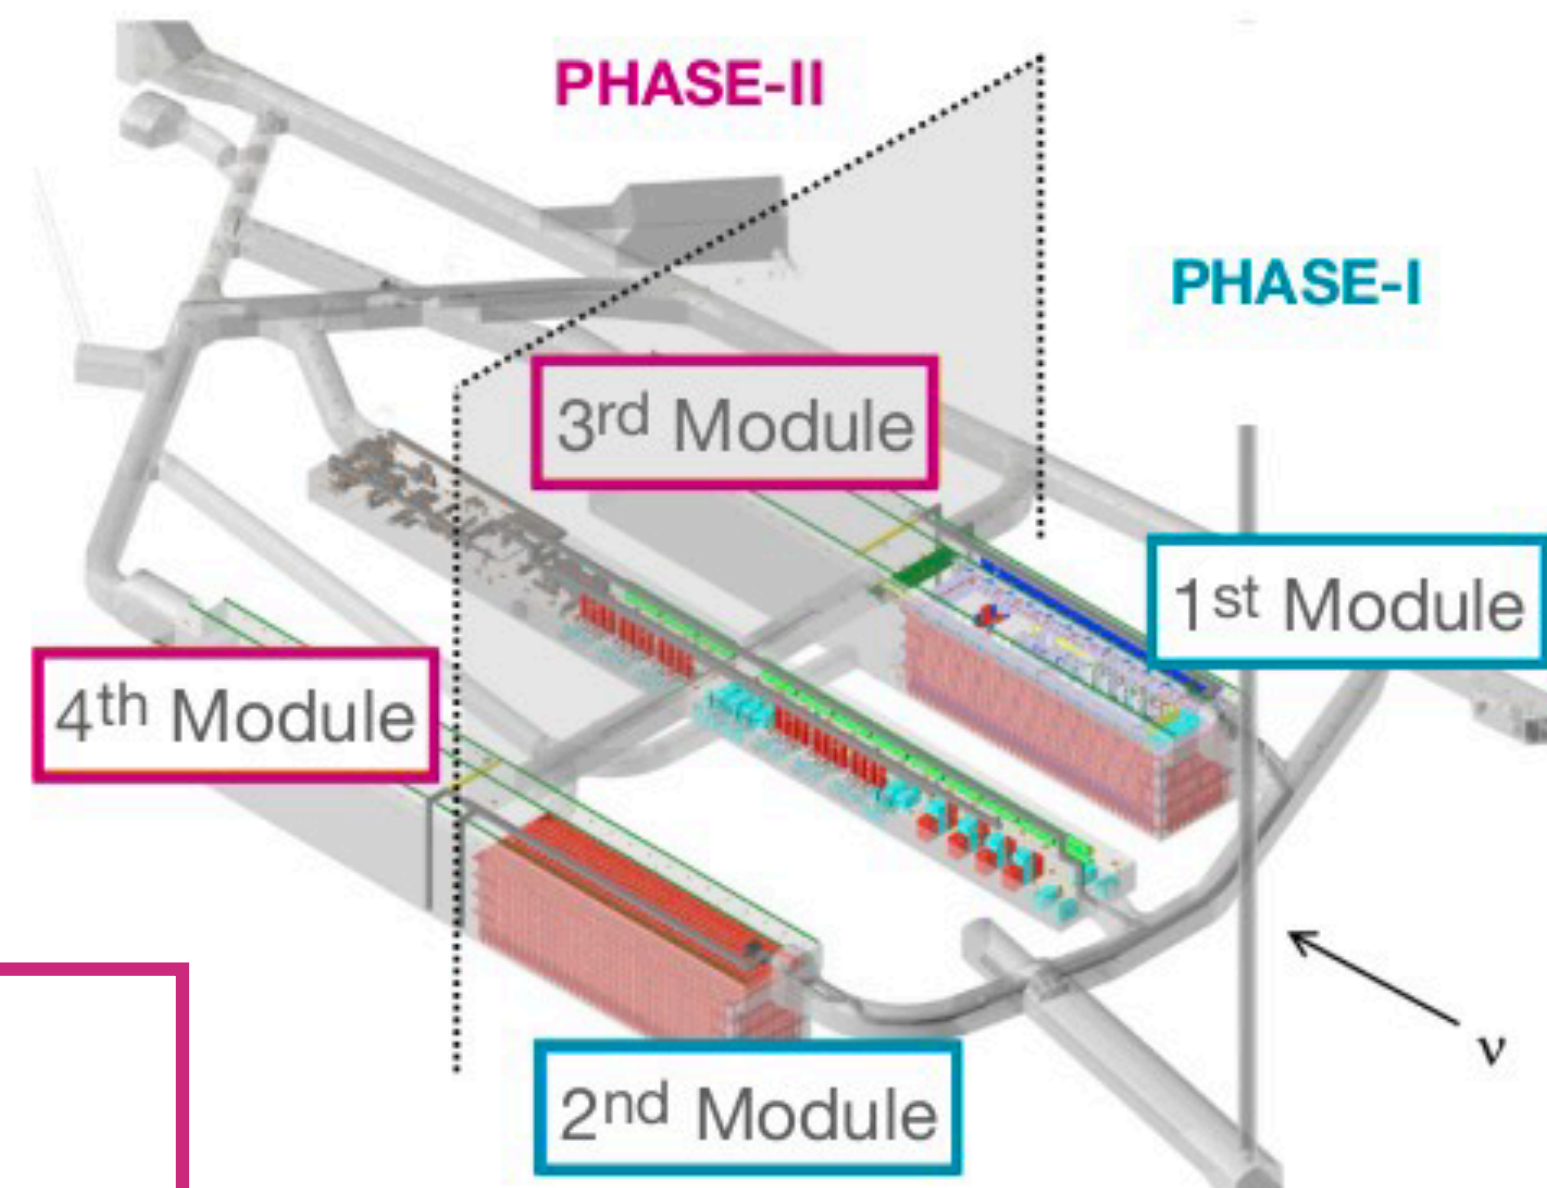 PHASE-II
PHASE-I
3rd Module
1st Module
4th Module
ν
2nd Module